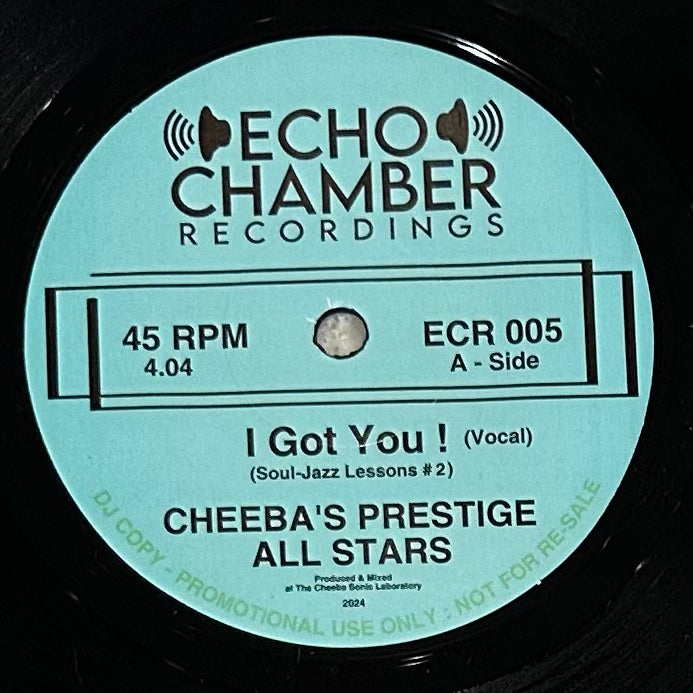 ECHO
CHAMBER
RECORDINGS
45 RPM
4.04
ECR 005
A - Side
I Got You ! (Vocal)
(Soul-Jazz Lessons #2)
CHEEBA'S PRESTIGE
ALL STARS
Produced & Mixed
at The Cheeba Sonic Laboratory
2024
DJ COPY - PROMOTIONAL USE ONLY : NOT FOR RE-SALE